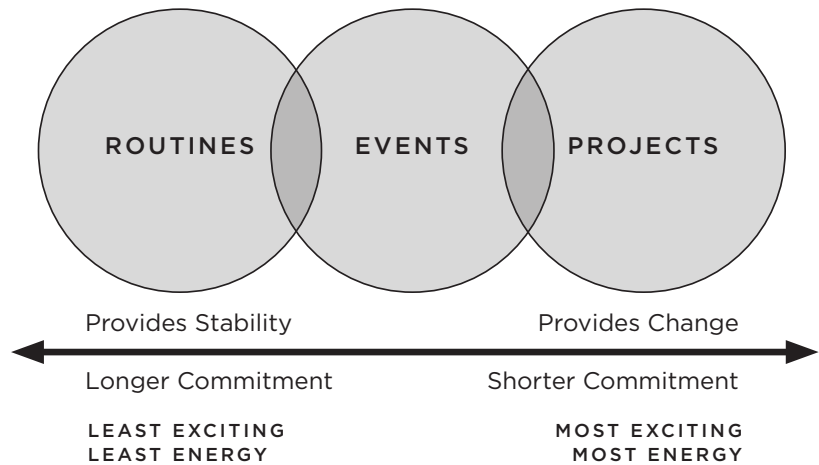 ROUTINES EVENTS PROJECTS
Provides Stability Provides Change
Longer Commitment Shorter Commitment
LEAST EXCITING MOST EXCITING
LEAST ENERGY MOST ENERGY